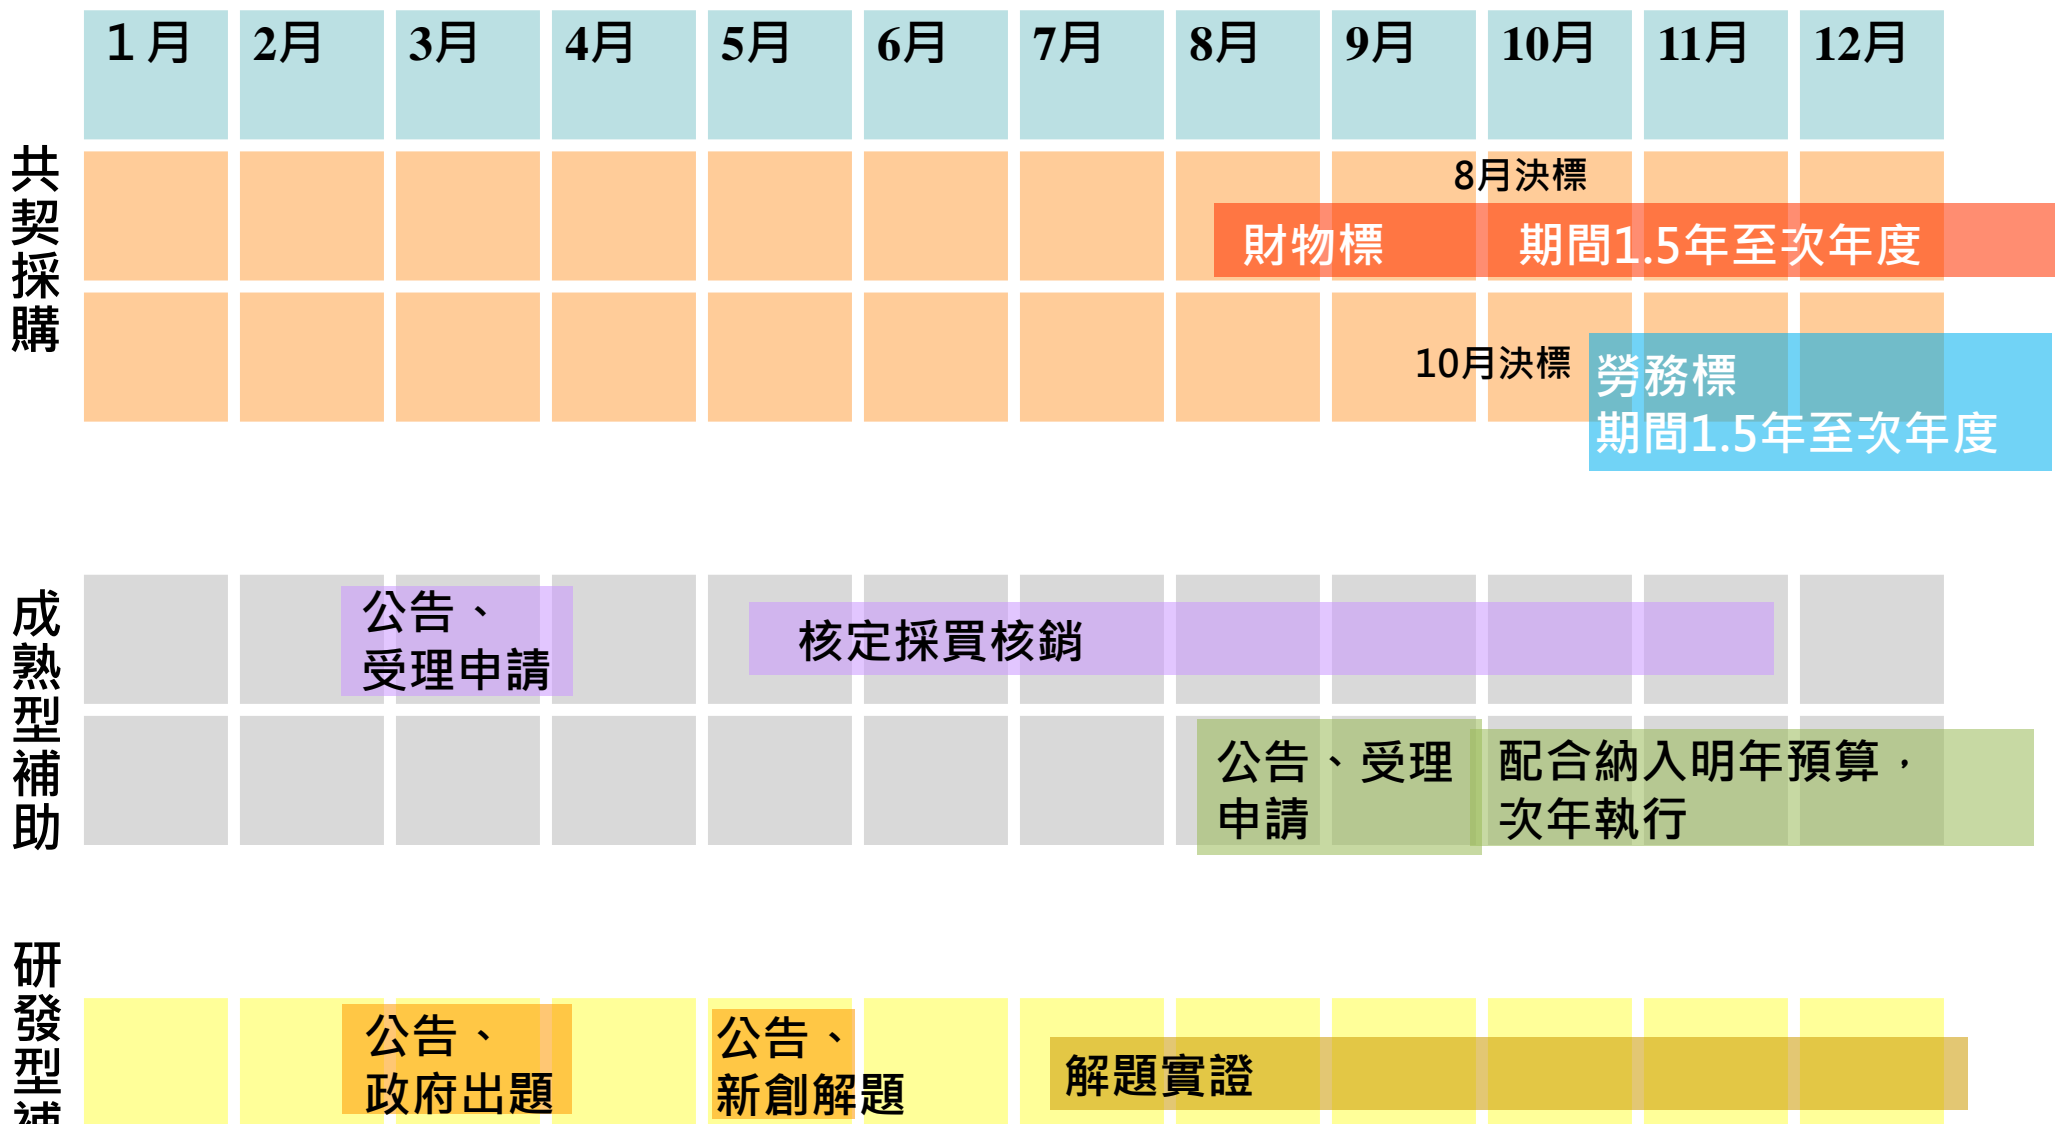 1月 2月 3月 4月 5月 6月 7月 8月 9月 10月 11月 12月
共契採購
8月決標
財物標 期間1.5年至次年度
10月決標
勞務標
期間1.5年至次年度
成熟型補助
公告、
受理申請
核定採買核銷
公告、受理
申請
配合納入明年預算，
次年執行
研發型補
公告、
政府出題
公告、
新創解題
解題實證